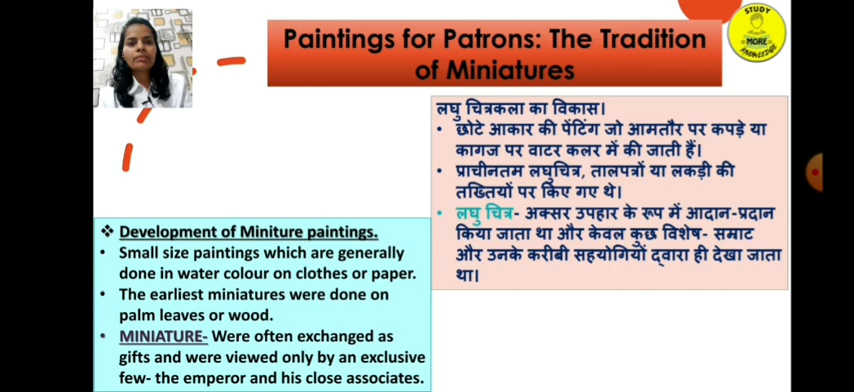 Paintings for Patrons: The Tradition
of Miniatures
STUDY
MORE
KNOWLEDGE
लघु चित्रकला का विकास।
• छोटे आकार की पेंटिंग जो आमतौर पर कपड़े या
कागज पर वाटर कलर में की जाती हैं।
• प्राचीनतम लघुचित्र, तालपत्रों या लकड़ी की
तख्तियों पर किए गए थे।
• लघु चित्र- अक्सर उपहार के रूप में आदान-प्रदान
किया जाता था और केवल कुछ विशेष- सम्राट
और उनके करीबी सहयोगियों द्वारा ही देखा जाता
था।
❖ Development of Miniture paintings.
• Small size paintings which are generally
done in water colour on clothes or paper.
• The earliest miniatures were done on
palm leaves or wood.
• MINIATURE- Were often exchanged as
gifts and were viewed only by an exclusive
few- the emperor and his close associates.